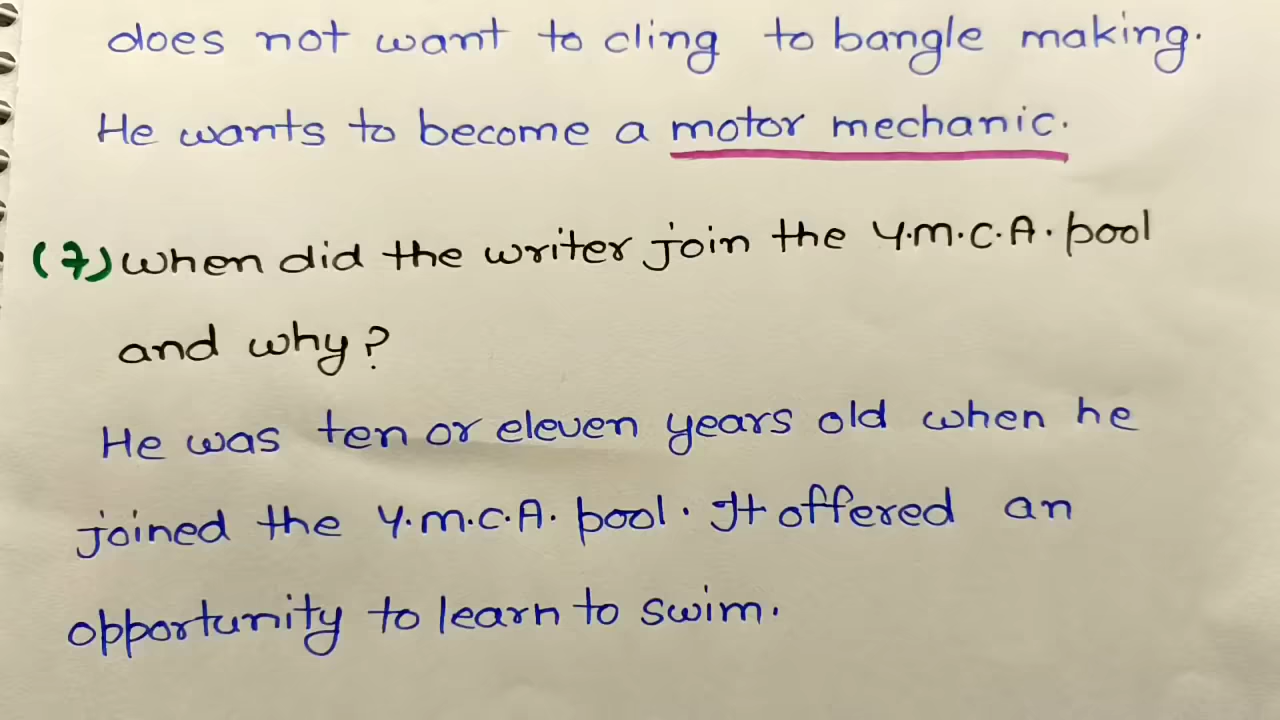 does not want to cling to bangle making.
He wants to become a motor mechanic.
(7) When did the writer join the Y.M.C.A. pool
and why?
He was ten or eleven years old when he
joined the Y.M.C.A. pool. It offered an
opportunity to learn to swim.